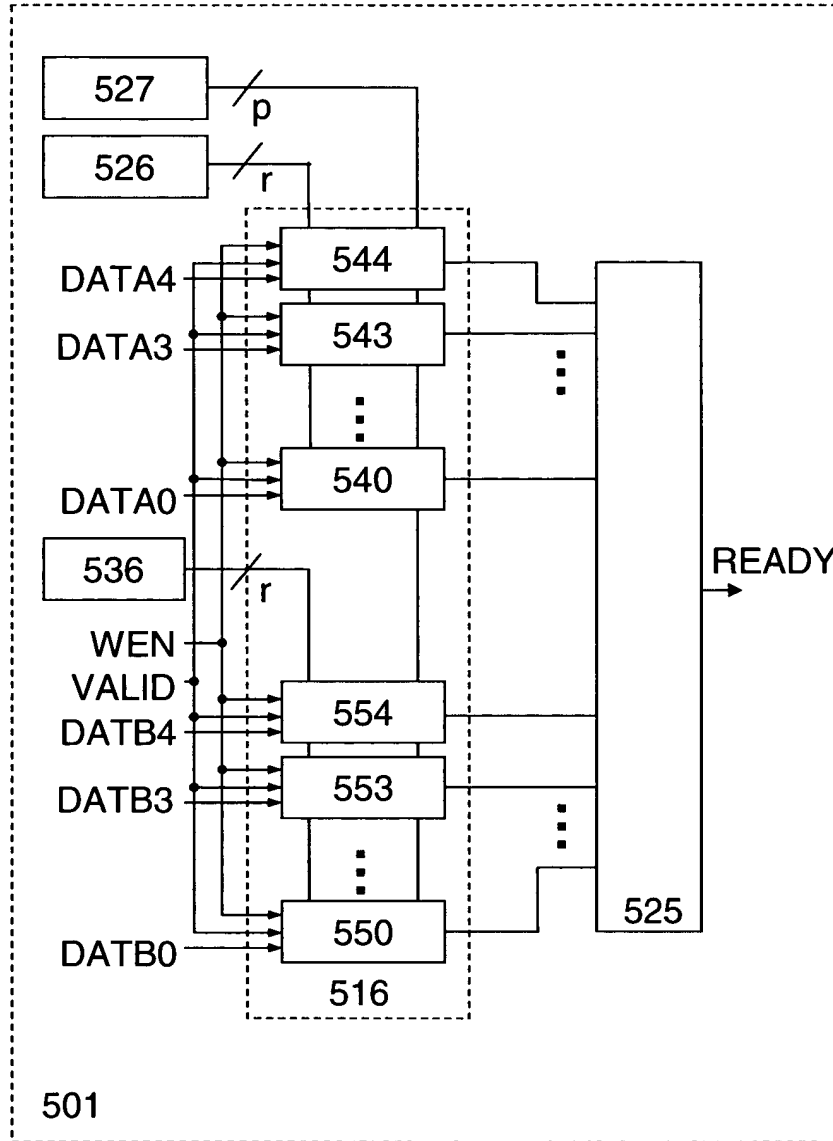 527
p
526
r
544
DATA4
543
DATA3
540
DATA0
536
r
READY
WEN
VALID
554
DATB4
553
DATB3
550
525
DATB0
516
501